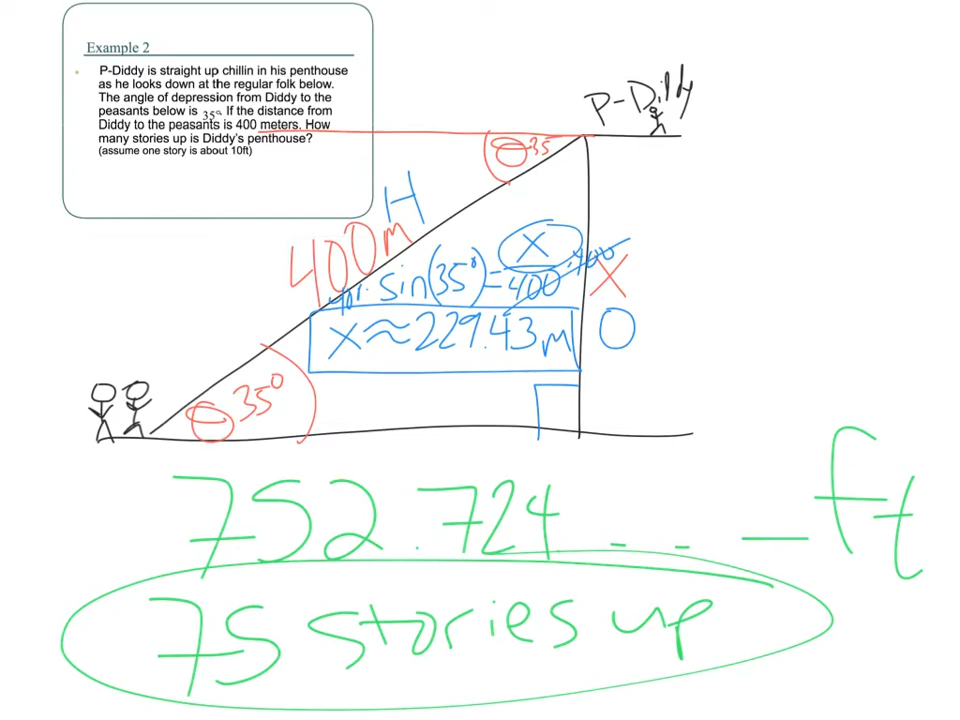 Example 2
P-Diddy is straight up chillin in his penthouse
as he looks down at the regular folk below.
The angle of depression from Diddy to the
peasants below is 35° If the distance from
Diddy to the peasants is 400 meters. How
many stories up is Diddy's penthouse?
(assume one story is about 10ft)
P-Diddy
θ 35
H
400m
400· sin(35°) = X/400 ·400
X
X ≈ 229.43 m
O
θ 35°
752.724 - - - ft
75 stories up